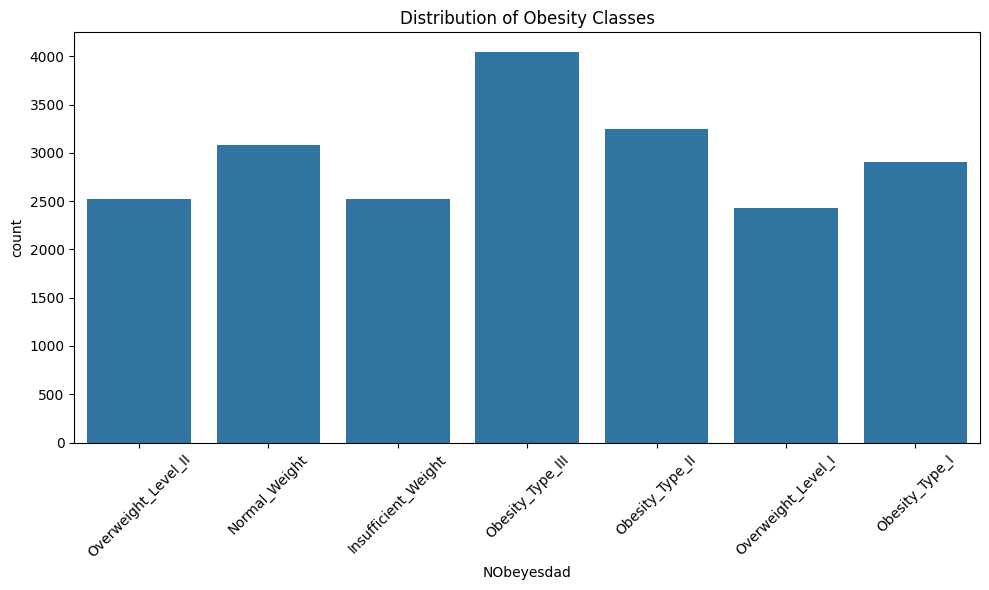 Distribution of Obesity Classes
count
4000
3500
3000
2500
2000
1500
1000
500
0
Overweight_Level_II
Normal_Weight
Insufficient_Weight
Obesity_Type_III
Obesity_Type_II
Overweight_Level_I
Obesity_Type_I
NObeyesdad